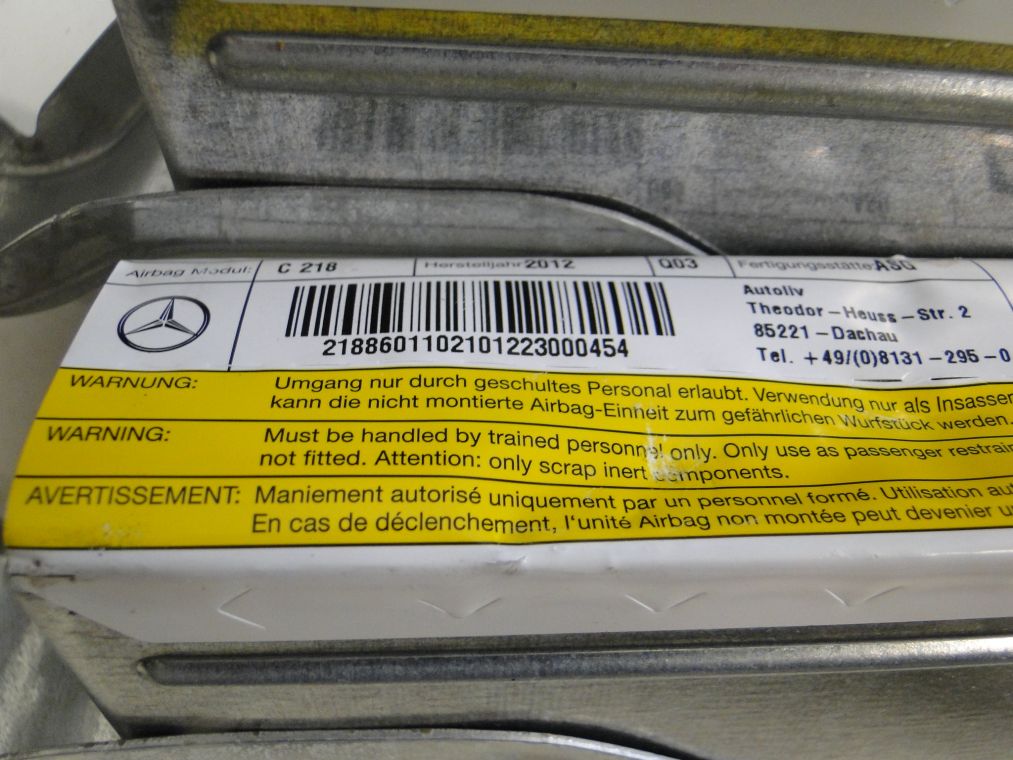 Airbag Modul: C 218 Herstelljahr 2012 Q03 Fertigungsstätte ASG
Autoliv
Theodor-Heuss-Str. 2
85221-Dachau
Tel. +49/(0)8131-295-0
2188601102101223000454
WARNUNG: Umgang nur durch geschultes Personal erlaubt. Verwendung nur als Insassen
kann die nicht montierte Airbag-Einheit zum gefährlichen Wurfstück werden.
WARNING: Must be handled by trained personnel only. Only use as passenger restrain
not fitted. Attention: only scrap inert components.
AVERTISSEMENT: Maniement autorisé uniquement par un personnel formé. Utilisation
En cas de déclenchement, l'unité Airbag non montée peut devenir